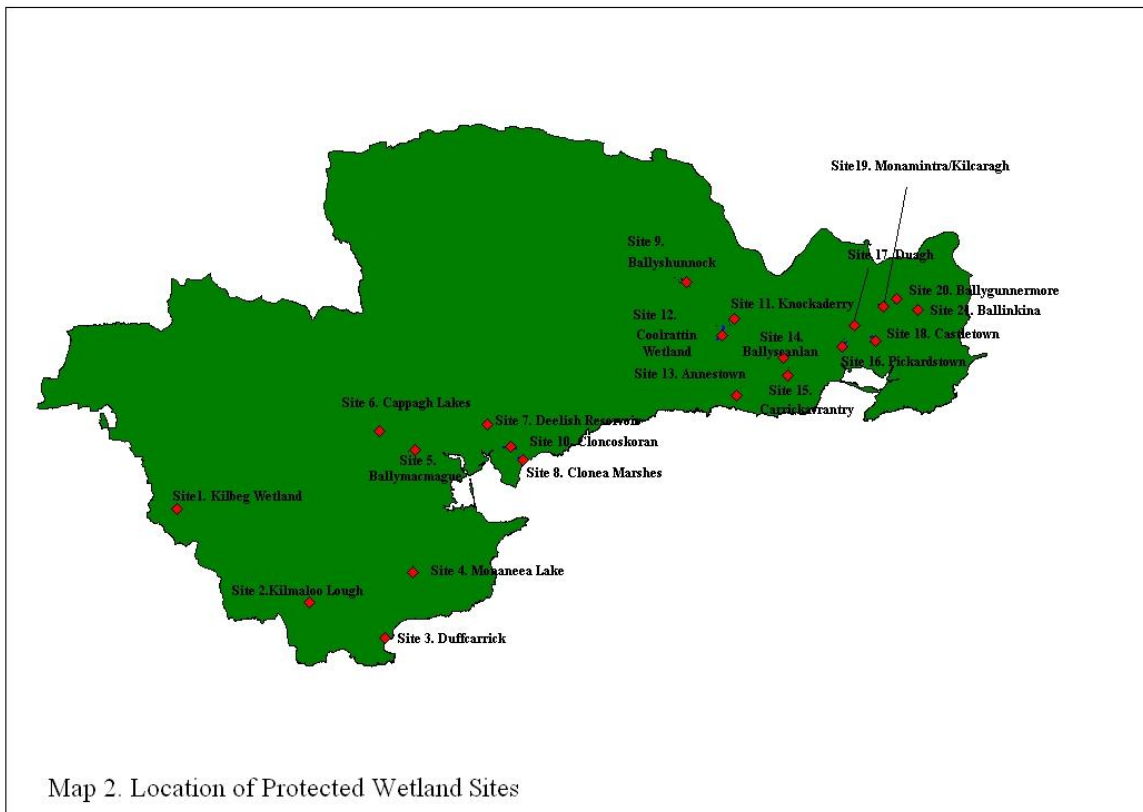 Site19. Monamintra/Kilcaragh
Site 9.
Ballyshunnock
Site 17. Duagh
Site 20. Ballygunnermore
Site 11. Knockaderry
Site 21. Ballinkina
Site 12.
Coolrattin
Wetland
Site 14.
Ballyscanlan
Site 18. Castletown
Site 16. Pickardstown
Site 13. Annestown
Site 15.
Carrickavrantry
Site 6. Cappagh Lakes
Site 7. Deelish Reservoir
Site 10. Cloncoskoran
Site 5.
Ballymacmague
Site 8. Clonea Marshes
Site1. Kilbeg Wetland
Site 4. Monaneea Lake
Site 2.Kilmaloo Lough
Site 3. Duffcarrick
Map 2. Location of Protected Wetland Sites